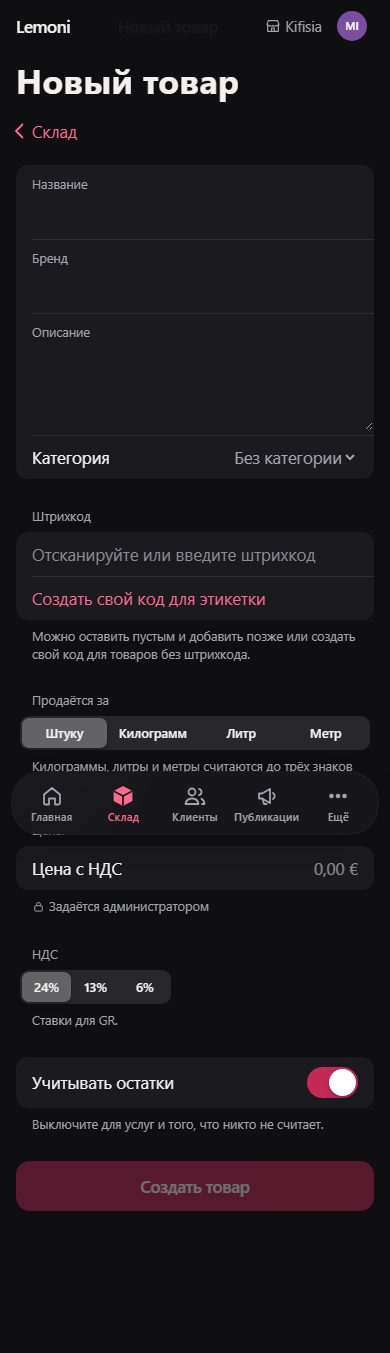 Lemoni
Новый товар
Kifisia
MI
Новый товар
Склад
Название
Бренд
Описание
Категория
Без категории
Штрихкод
Отсканируйте или введите штрихкод
Создать свой код для этикетки
Можно оставить пустым и добавить позже или создать
свой код для товаров без штрихкода.
Продаётся за
Штуку
Килограмм
Литр
Метр
Килограммы, литры и метры считаются до трёх знаков
Главная
Склад
Клиенты
Публикации
Ещё
Цена с НДС
0,00 €
Задаётся администратором
НДС
24%
13%
6%
Ставки для GR.
Учитывать остатки
Выключите для услуг и того, что никто не считает.
Создать товар